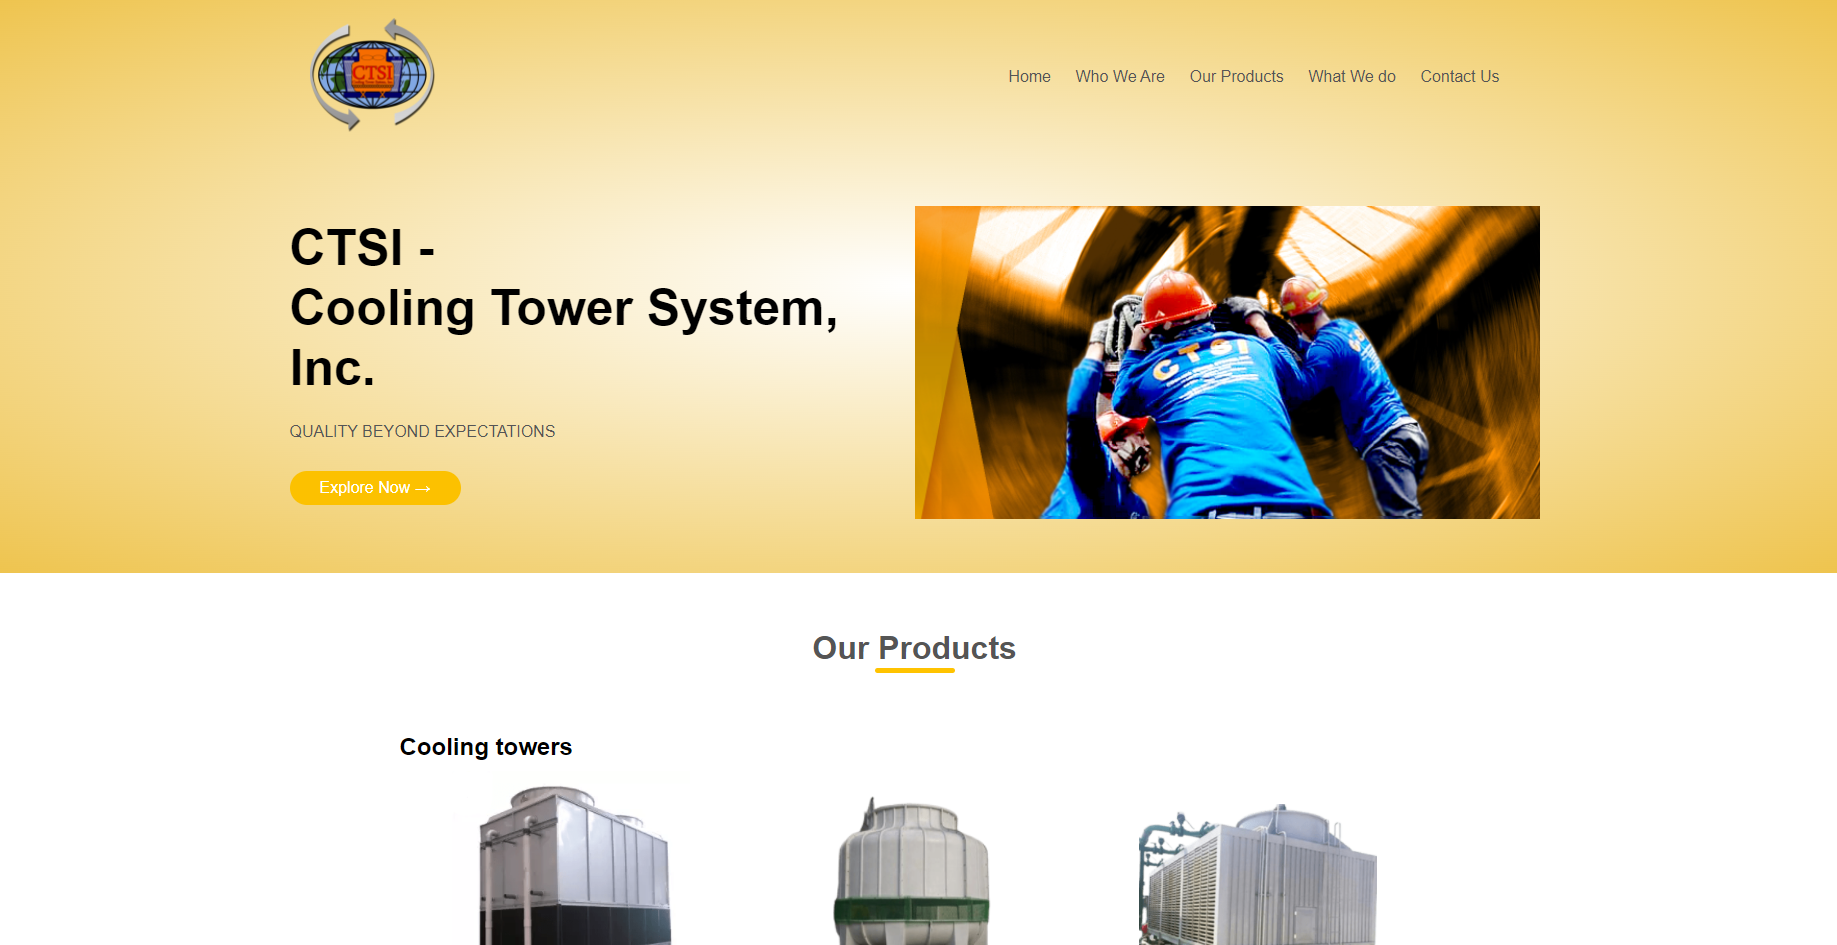 CTSI
Home Who We Are Our Products What We do Contact Us
CTSI -
Cooling Tower System,
Inc.
QUALITY BEYOND EXPECTATIONS
Explore Now →
CTSI
Our Products
Cooling towers